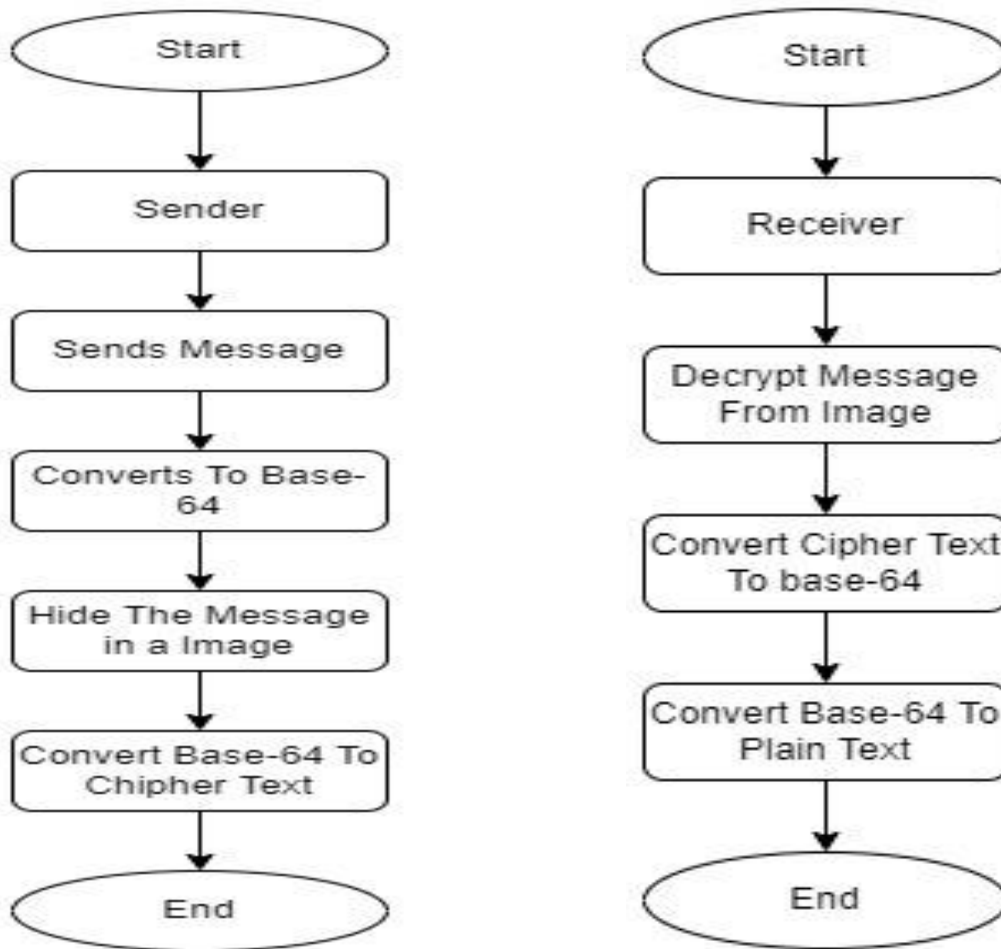 Start
Sender
Sends Message
Converts To Base-
64
Hide The Message
in a Image
Convert Base-64 To
Chipher Text
End
Start
Receiver
Decrypt Message
From Image
Convert Cipher Text
To base-64
Convert Base-64 To
Plain Text
End